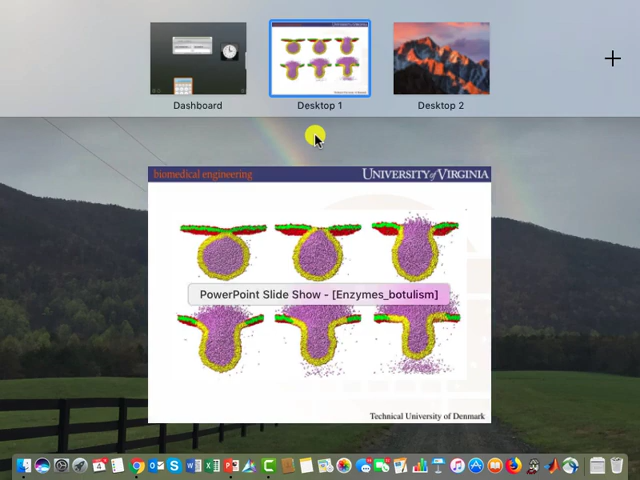 Dashboard
Desktop 1
Desktop 2
biomedical engineering
UNIVERSITY of VIRGINIA
PowerPoint Slide Show - [Enzymes_botulism]
Technical University of Denmark